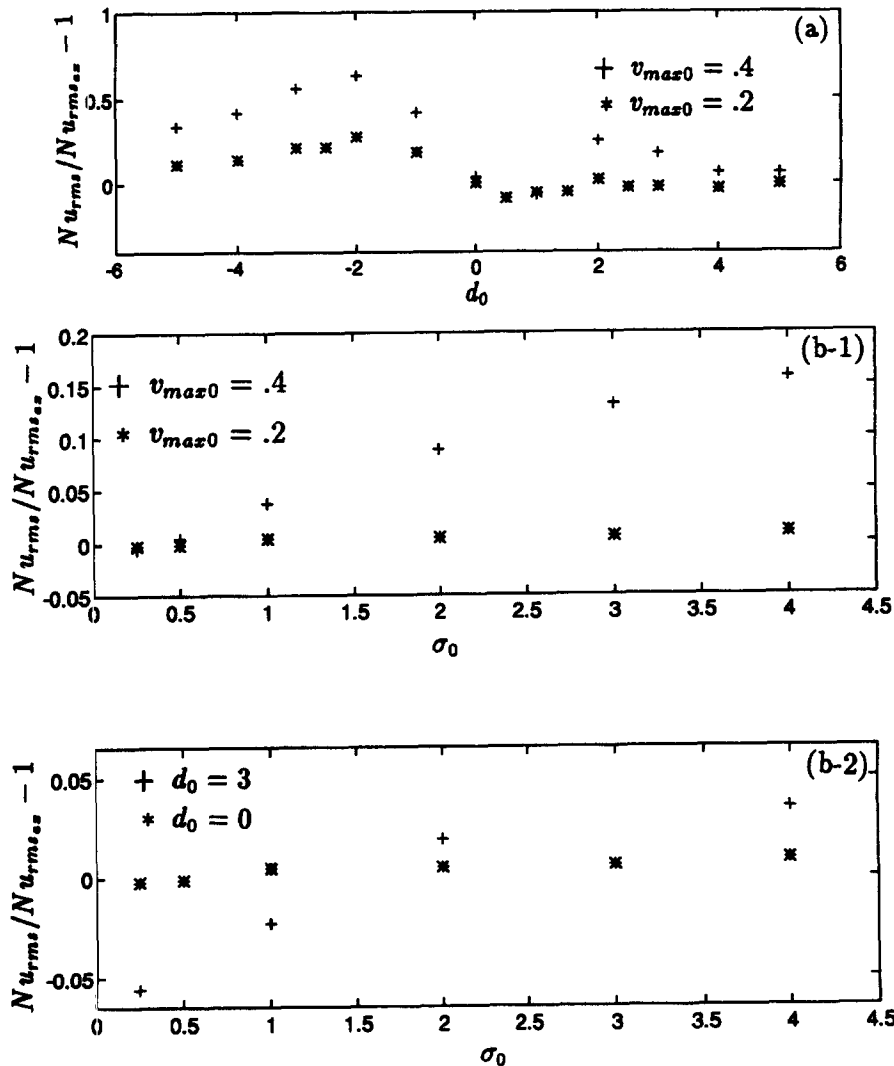 (a)
Nu_rms/Nu_rms_ax − 1
1
0.5
0
+ v_max0 = .4
* v_max0 = .2
-6 -4 -2 0 2 4 6
d_0
(b-1)
Nu_rms/Nu_rms_ax − 1
0.2
0.15
0.1
0.05
0
-0.05
+ v_max0 = .4
* v_max0 = .2
0 0.5 1 1.5 2 2.5 3 3.5 4 4.5
σ_0
(b-2)
Nu_rms/Nu_rms_ax − 1
0.05
0
-0.05
+ d_0 = 3
* d_0 = 0
0 0.5 1 1.5 2 2.5 3 3.5 4 4.5
σ_0